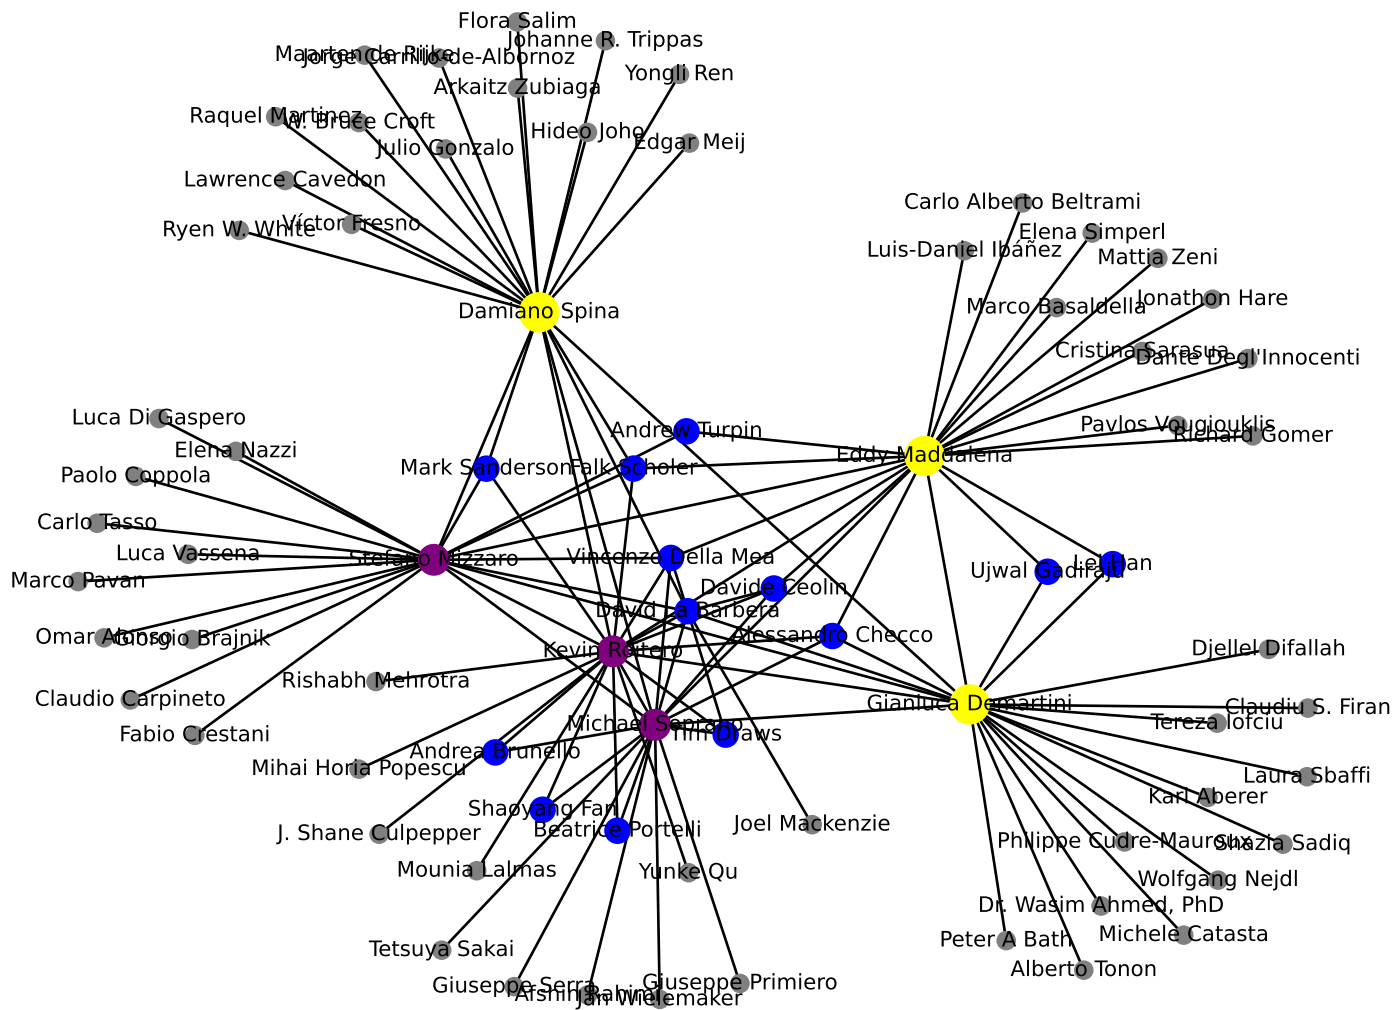 Flora Salim
Johanne R. Trippas
Maarten de Rijke
Jorge Carrillo-de-Albornoz
Yongli Ren
Arkaitz Zubiaga
Raquel Martinez
W. Bruce Croft
Hideo Joho
Edgar Meij
Julio Gonzalo
Lawrence Cavedon
Víctor Fresno
Ryen W. White
Carlo Alberto Beltrami
Elena Simperl
Luis-Daniel Ibáñez
Mattia Zeni
Jonathon Hare
Marco Basaldella
Damiano Spina
Cristina Sarasua
Dante Degl'Innocenti
Luca Di Gaspero
Pavlos Vougiouklis
Andrew Turpin
Richard Gomer
Elena Nazzi
Eddy Maddalena
Mark Sanderson
Falk Scholer
Paolo Coppola
Carlo Tasso
Luca Vassena
Vincenzo Della Mea
Stefano Mizzaro
Lei Han
Ujwal Gadiraju
Marco Pavan
Davide Ceolin
David La Barbera
Alessandro Checco
Omar Alonso
Giorgio Brajnik
Djellel Difallah
Kevin Roitero
Rishabh Mehrotra
Claudio Carpineto
Gianluca Demartini
Claudiu S. Firan
Tereza Iofciu
Michael Soprano
Tim Draws
Fabio Crestani
Andrea Brunello
Mihai Horia Popescu
Laura Sbaffi
Karl Aberer
Shaoyang Fan
Beatrice Portelli
Joel Mackenzie
J. Shane Culpepper
Philippe Cudre-Mauroux
Shazia Sadiq
Mounia Lalmas
Yunke Qu
Wolfgang Nejdl
Dr. Wasim Ahmed, PhD
Michele Catasta
Peter A Bath
Tetsuya Sakai
Alberto Tonon
Giuseppe Primiero
Giuseppe Serra
Afshin Rahimi
Jan Wielemaker